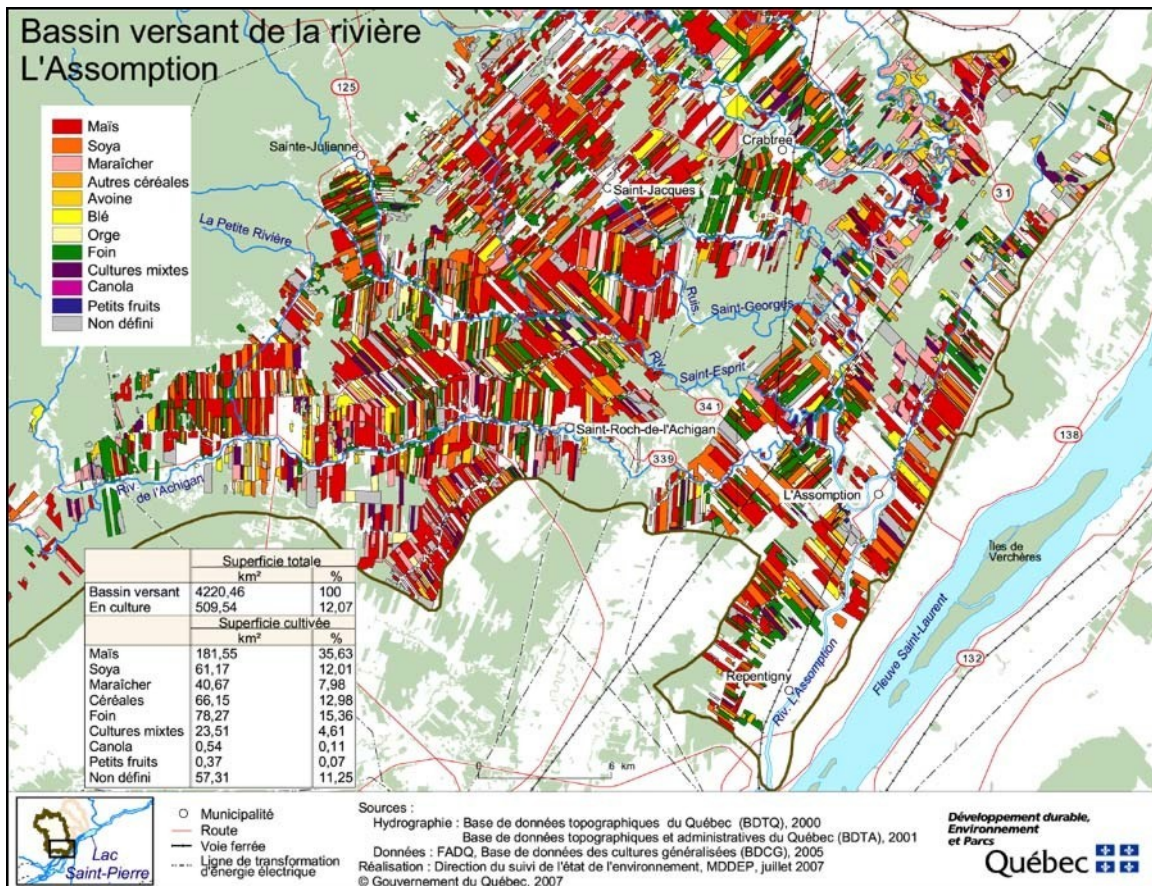 Bassin versant de la rivière
L'Assomption
Maïs
Soya
Maraîcher
Autres céréales
Avoine
Blé
Orge
Foin
Cultures mixtes
Canola
Petits fruits
Non défini
125
Sainte-Julienne
Crabtree
Saint-Jacques
31
La Petite Rivière
Ruis.
Saint-Georges
Riv.
Saint-Esprit
341
Saint-Roch-de-l'Achigan
138
339
Riv.
de l'Achigan
L'Assomption
Îles de
Verchères
Fleuve Saint-Laurent
132
Repentigny
Riv. L'Assomption
6 km
0
Superficie totale
km² %
Bassin versant 4220,46 100
En culture 509,54 12,07
Superficie cultivée
km² %
Maïs 181,55 35,63
Soya 61,17 12,01
Maraîcher 40,67 7,98
Céréales 66,15 12,98
Foin 78,27 15,36
Cultures mixtes 23,51 4,61
Canola 0,54 0,11
Petits fruits 0,37 0,07
Non défini 57,31 11,25
Lac
Saint-Pierre
Municipalité
Route
Voie ferrée
Ligne de transformation
d'énergie électrique
Sources :
Hydrographie : Base de données topographiques du Québec (BDTQ), 2000
Base de données topographiques et administratives du Québec (BDTA), 2001
Données : FADQ, Base de données des cultures généralisées (BDCG), 2005
Réalisation : Direction du suivi de l'état de l'environnement, MDDEP, juillet 2007
© Gouvernement du Québec, 2007
Développement durable,
Environnement
et Parcs
Québec